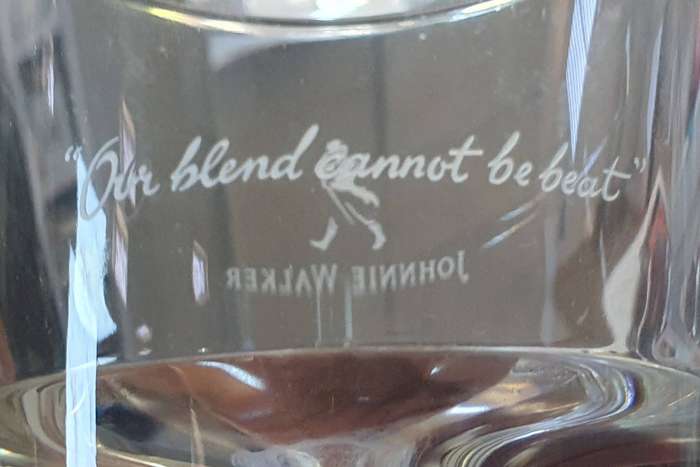 “Our blend cannot be beat”
JOHNNIE WALKER